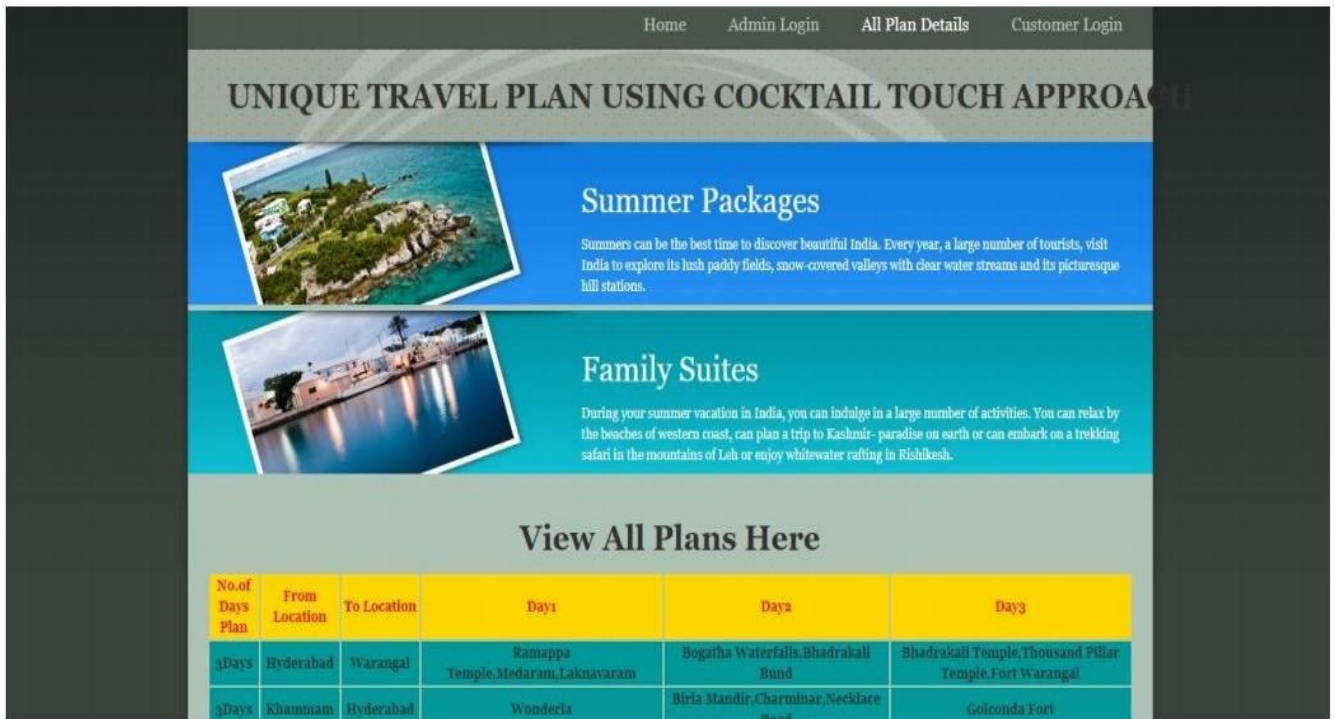 Home Admin Login All Plan Details Customer Login
UNIQUE TRAVEL PLAN USING COCKTAIL TOUCH APPROACH
Summer Packages
Summers can be the best time to discover beautiful India. Every year, a large number of tourists, visit
India to explore its lush paddy fields, snow-covered valleys with clear water streams and its picturesque
hill stations.
Family Suites
During your summer vacation in India, you can indulge in a large number of activities. You can relax by
the beaches of western coast, can plan a trip to Kashmir- paradise on earth or can embark on a trekking
safari in the mountains of Leh or enjoy whitewater rafting in Rishikesh.
View All Plans Here
No.of
Days
Plan
From
Location
To Location
Day1
Day2
Day3
3Days
Hyderabad
Warangal
Ramappa
Temple,Medaram,Laknavaram
Bogatha Waterfalls,Bhadrakali
Bund
Bhadrakali Temple,Thousand Pillar
Temple,Fort Warangal
3Days
Khammam
Hyderabad
Wonderla
Birla Mandir,Charminar,Necklace
Golconda Fort